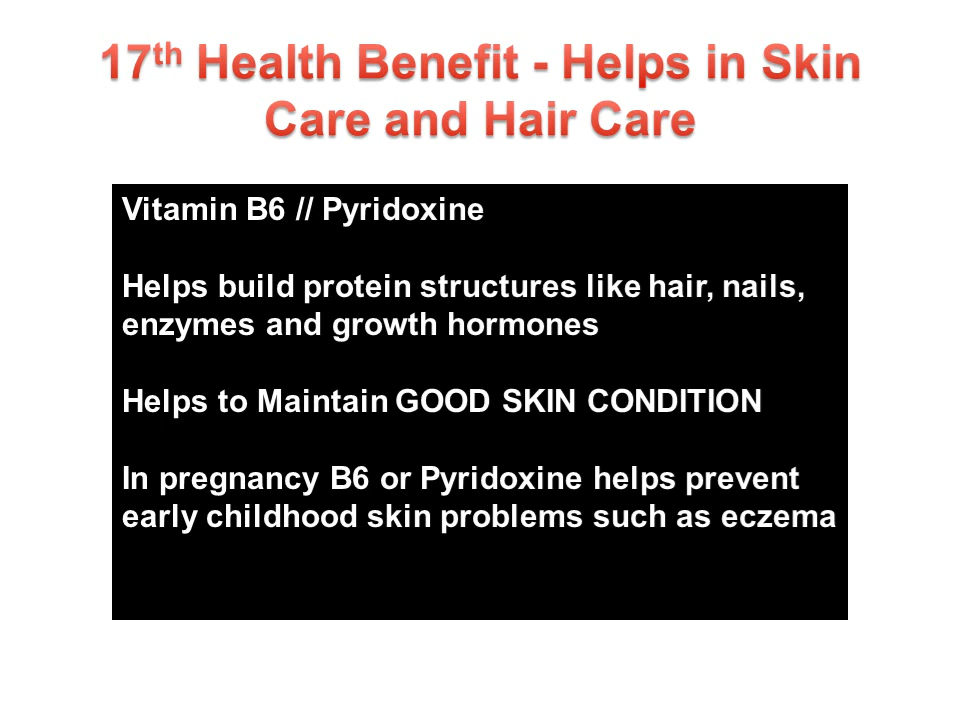 17th Health Benefit - Helps in Skin
Care and Hair Care
Vitamin B6 // Pyridoxine
Helps build protein structures like hair, nails,
enzymes and growth hormones
Helps to Maintain GOOD SKIN CONDITION
In pregnancy B6 or Pyridoxine helps prevent
early childhood skin problems such as eczema